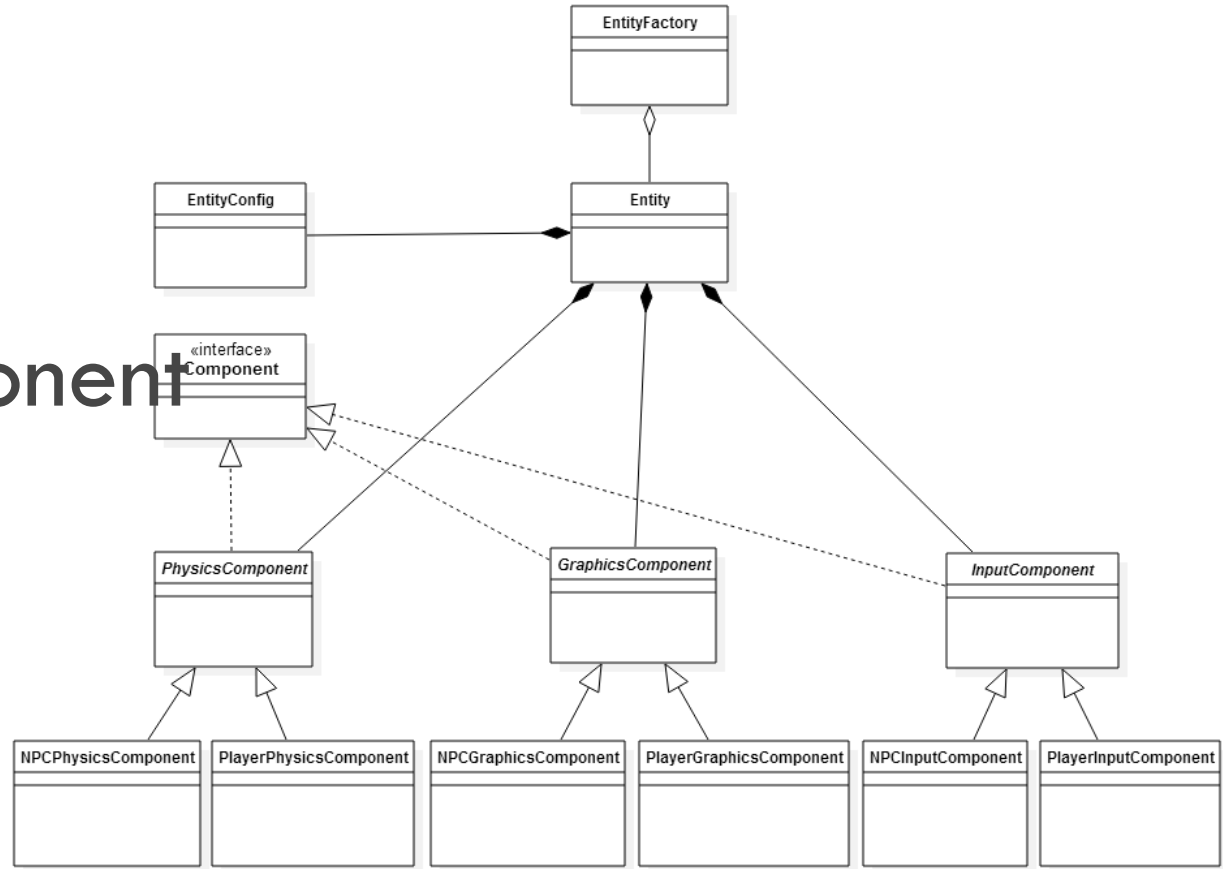 EntityFactory
EntityConfig
Entity
«interface»
Component
onent
PhysicsComponent
GraphicsComponent
InputComponent
NPCPhysicsComponent
PlayerPhysicsComponent
NPCGraphicsComponent
PlayerGraphicsComponent
NPCInputComponent
PlayerInputComponent